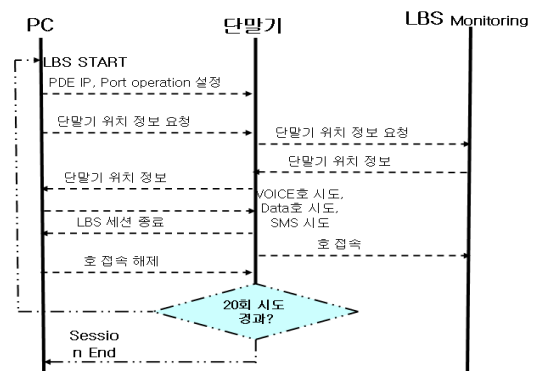 PC
단말기
LBS Monitoring
LBS START
PDE IP, Port operation 설정
단말기 위치 정보 요청
단말기 위치 정보 요청
단말기 위치 정보
단말기 위치 정보
VOICE호 시도,
Data호 시도,
SMS 시도
LBS 세션 종료
호 접속
호 접속 해제
20회 시도
경과?
Sessio
n End